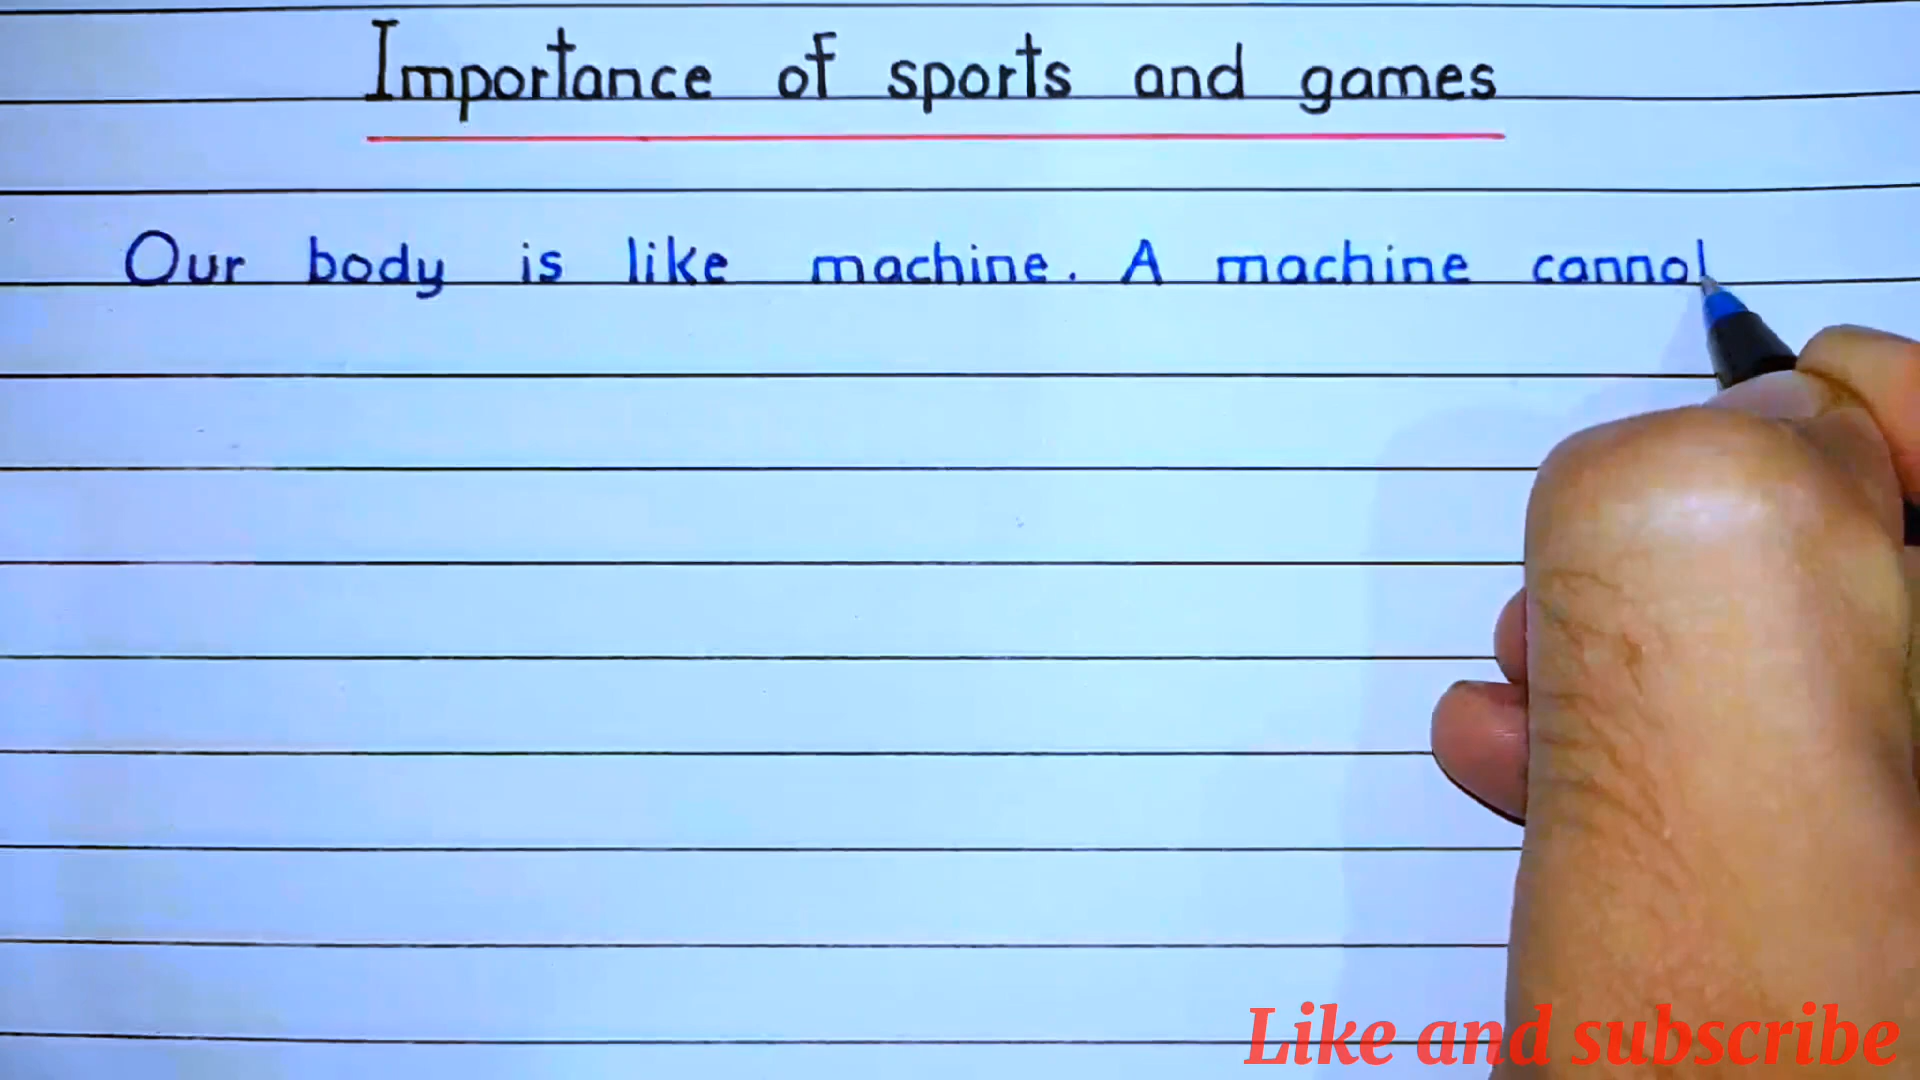 Importance of sports and games
Our body is like machine. A machine cannot
Like and subscribe